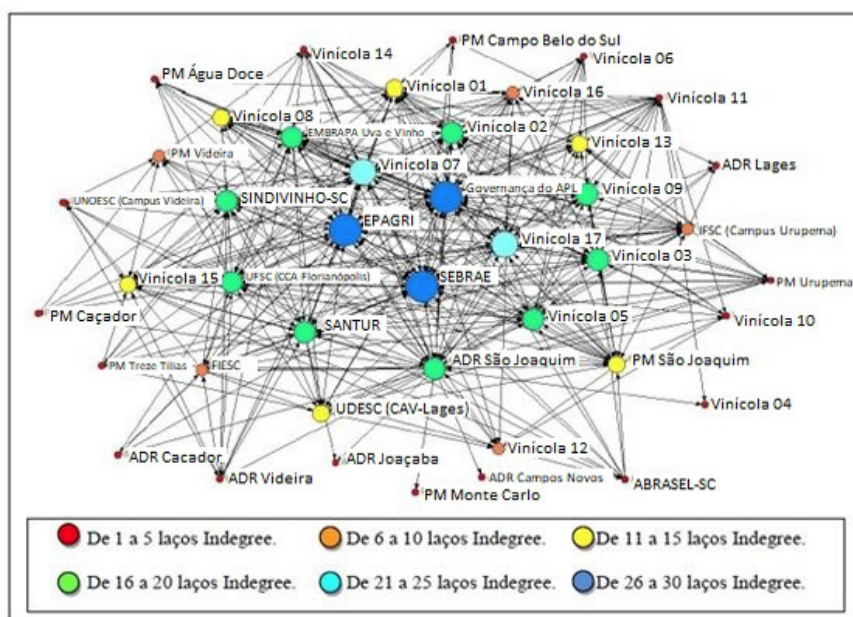 PM Campo Belo do Sul
Vinícola 14
Vinícola 06
PM Água Doce
Vinícola 01
Vinícola 16
Vinícola 11
Vinícola 08
EMBRAPA Uva e Vinho
Vinícola 02
Vinícola 13
PM Videira
Vinícola 07
ADR Lages
Governança do APL
Vinícola 09
UNOESC (Campus Videira)
SINDIVINHO-SC
EPAGRI
IFSC (Campus Urupema)
Vinícola 17
Vinícola 03
Vinícola 15
UFSC (CCA-Florianópolis)
SEBRAE
PM Urupema
PM Caçador
Vinícola 05
Vinícola 10
SANTUR
PM Treze Tílias
FIESC
ADR São Joaquim
PM São Joaquim
Vinícola 04
UDESC (CAV-Lages)
Vinícola 12
ADR Cacador
ADR Joaçaba
ADR Videira
ADR Campos Novos
ABRASEL-SC
PM Monte Carlo
De 1 a 5 laços Indegree. De 6 a 10 laços Indegree. De 11 a 15 laços Indegree.
De 16 a 20 laços Indegree. De 21 a 25 laços Indegree. De 26 a 30 laços Indegree.